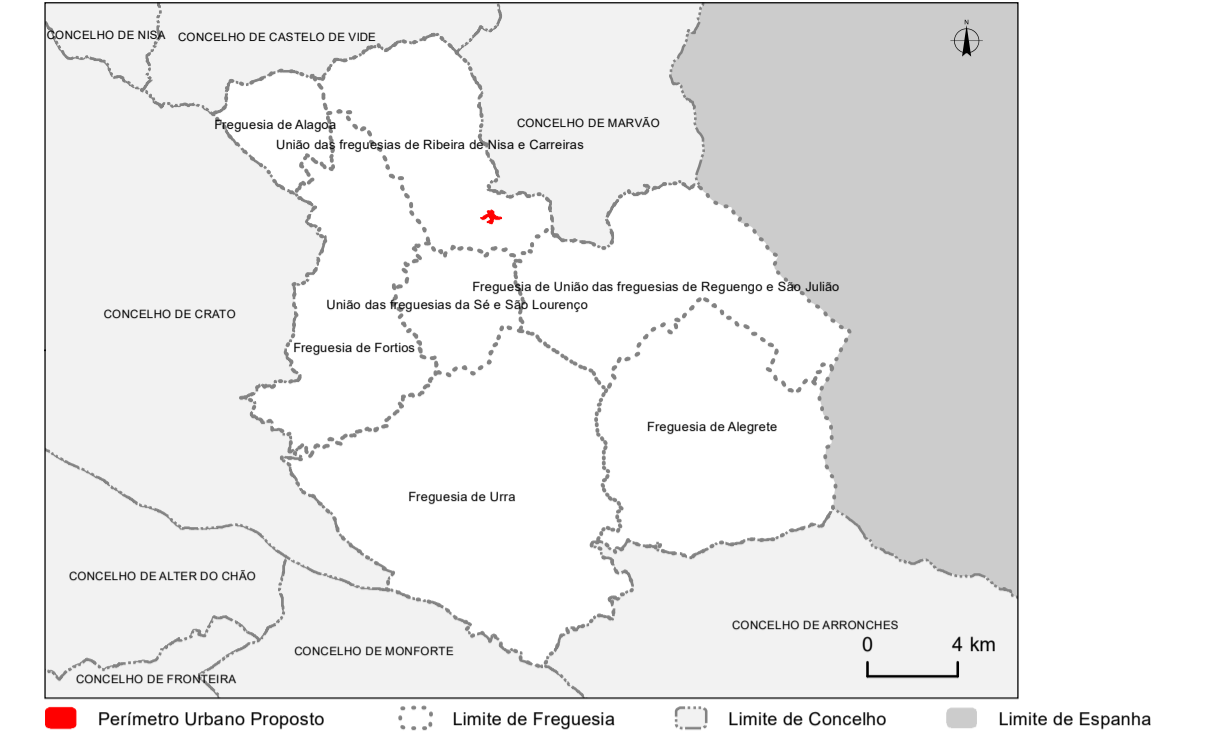 N
CONCELHO DE NISA
CONCELHO DE CASTELO DE VIDE
CONCELHO DE MARVÃO
Freguesia de Alagoa
União das freguesias de Ribeira de Nisa e Carreiras
Freguesia de União das freguesias de Reguengo e São Julião
União das freguesias da Sé e São Lourenço
CONCELHO DE CRATO
Freguesia de Fortios
Freguesia de Alegrete
Freguesia de Urra
CONCELHO DE ALTER DO CHÃO
CONCELHO DE ARRONCHES
0 4 km
CONCELHO DE MONFORTE
CONCELHO DE FRONTEIRA
Perímetro Urbano Proposto
Limite de Freguesia
Limite de Concelho
Limite de Espanha